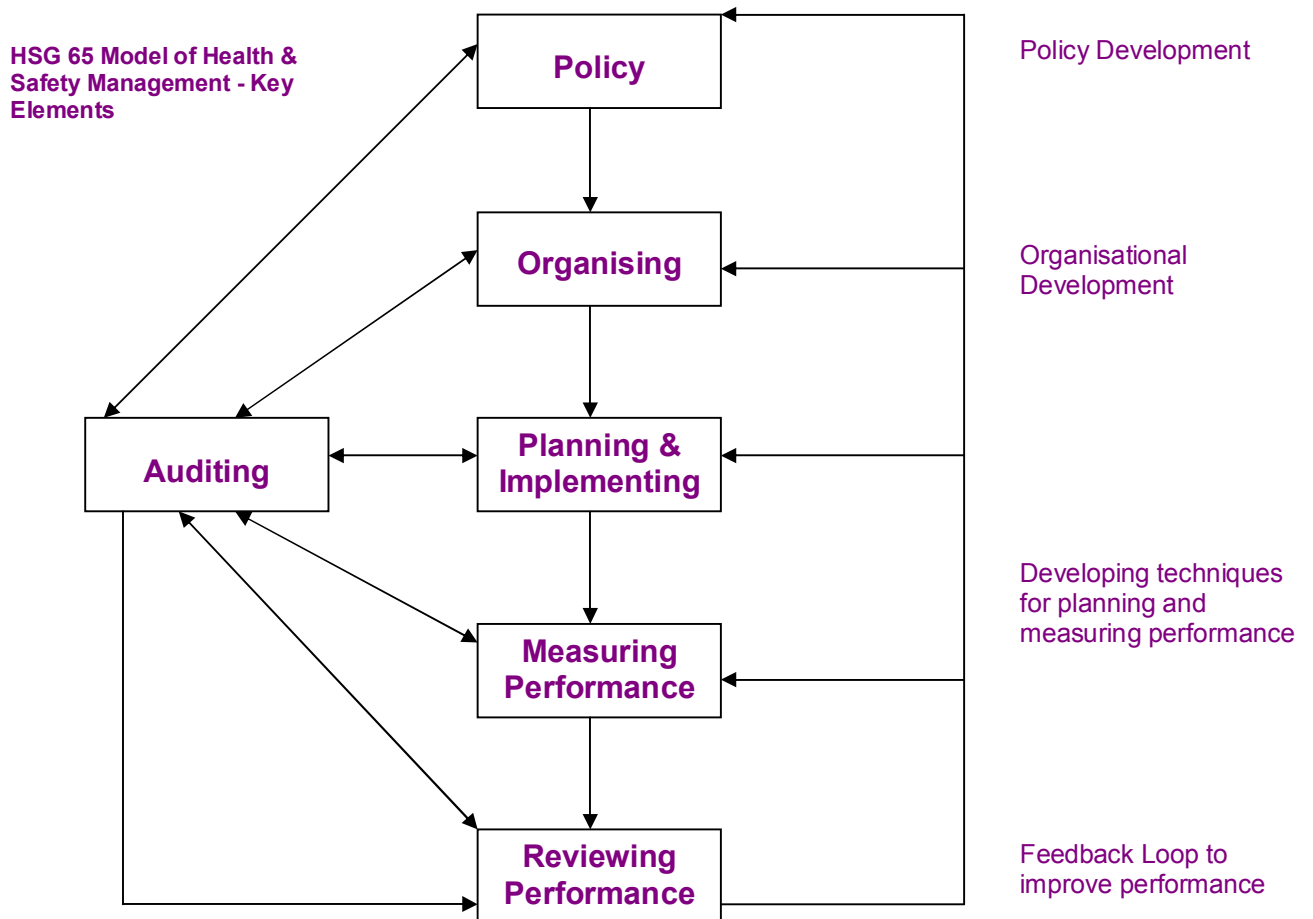 HSG 65 Model of Health &
Safety Management - Key
Elements
Policy
Policy Development
Organising
Organisational
Development
Auditing
Planning &
Implementing
Developing techniques
for planning and
measuring performance
Measuring
Performance
Reviewing
Performance
Feedback Loop to
improve performance